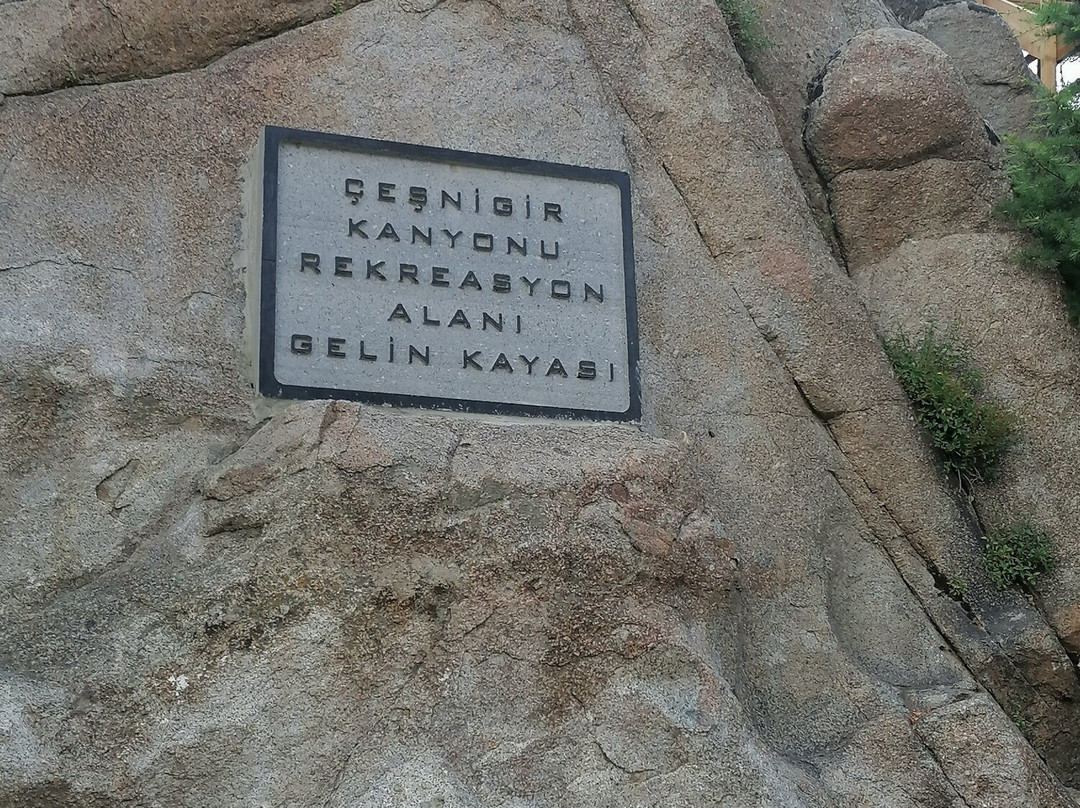 ÇEŞNİGİR
KANYONU
REKREASYON
ALANI
GELİN KAYASI